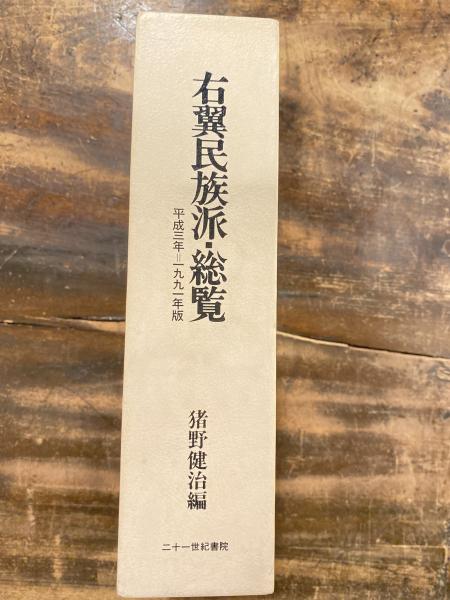 右翼民族派・総覧
平成三年＝一九九一年版
猪野健治編
二十一世紀書院